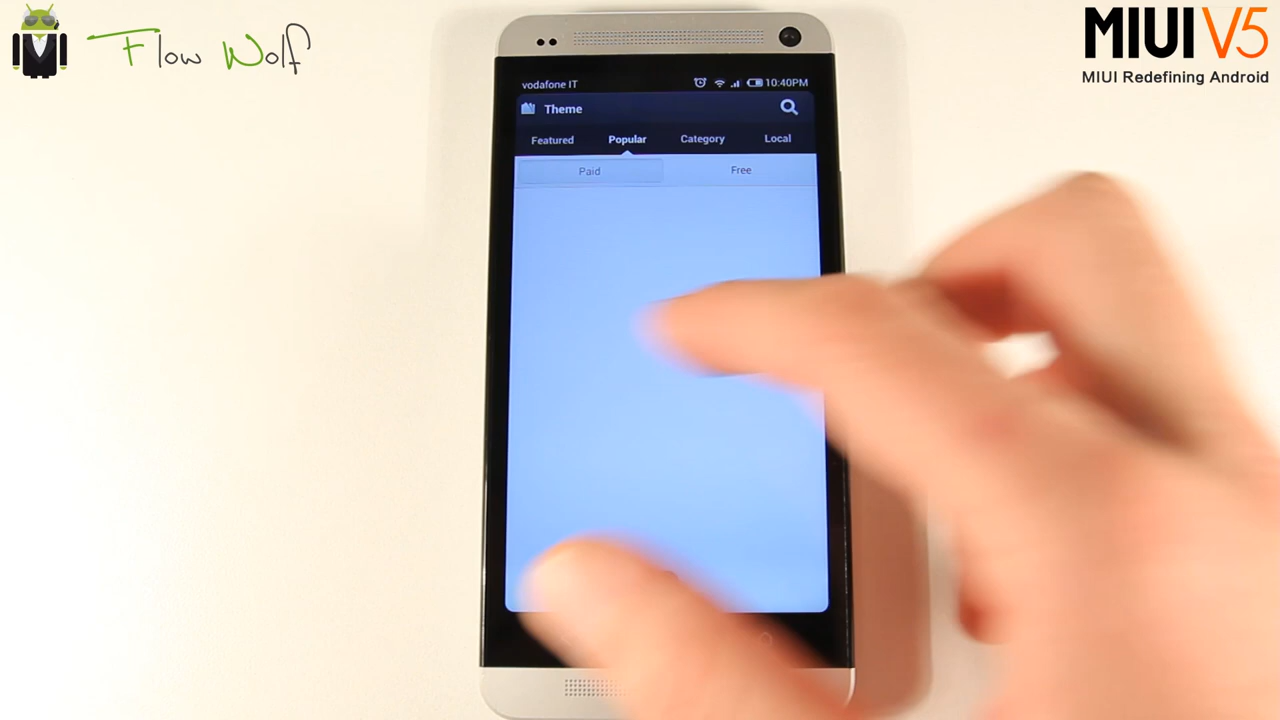 Flow Wolf
MIUI V5
MIUI Redefining Android
vodafone IT
10:40PM
Theme
Featured
Popular
Category
Local
Paid
Free